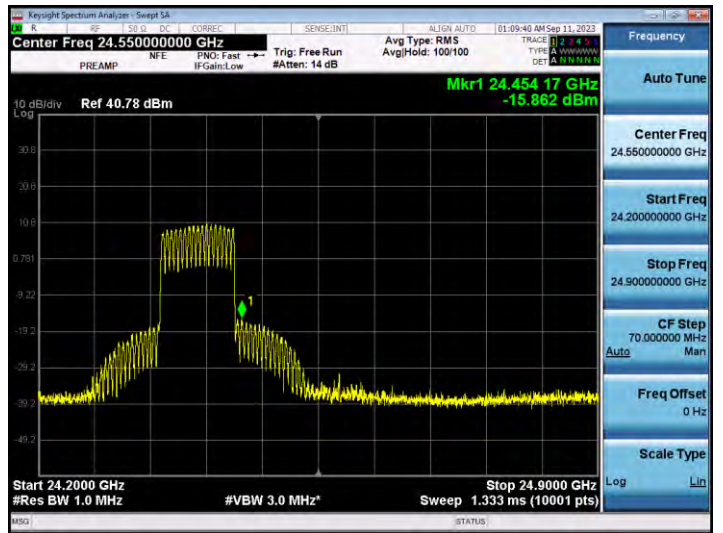 Keysight Spectrum Analyzer - Swept SA
R RF 50 Ω DC CORREC SENSE:INT ALIGN AUTO 01:09:40 AM Sep 11, 2023
Center Freq 24.550000000 GHz
PREAMP
NFE
PNO: Fast
IFGain:Low
Trig: Free Run
#Atten: 14 dB
Avg Type: RMS
Avg|Hold: 100/100
TRACE 1 2 3 4 5 6
TYPE A WWWWW
DET A N N N N N
Mkr1 24.454 17 GHz
-15.862 dBm
10 dB/div Ref 40.78 dBm
Log
30.8
20.8
10.8
0.781
-9.22
1
-19.2
-29.2
-39.2
-49.2
Start 24.2000 GHz
Stop 24.9000 GHz
#Res BW 1.0 MHz
#VBW 3.0 MHz*
Sweep 1.333 ms (10001 pts)
MSG
STATUS
Frequency
Auto Tune
Center Freq
24.550000000 GHz
Start Freq
24.200000000 GHz
Stop Freq
24.900000000 GHz
CF Step
70.000000 MHz
Auto Man
Freq Offset
0 Hz
Scale Type
Log Lin